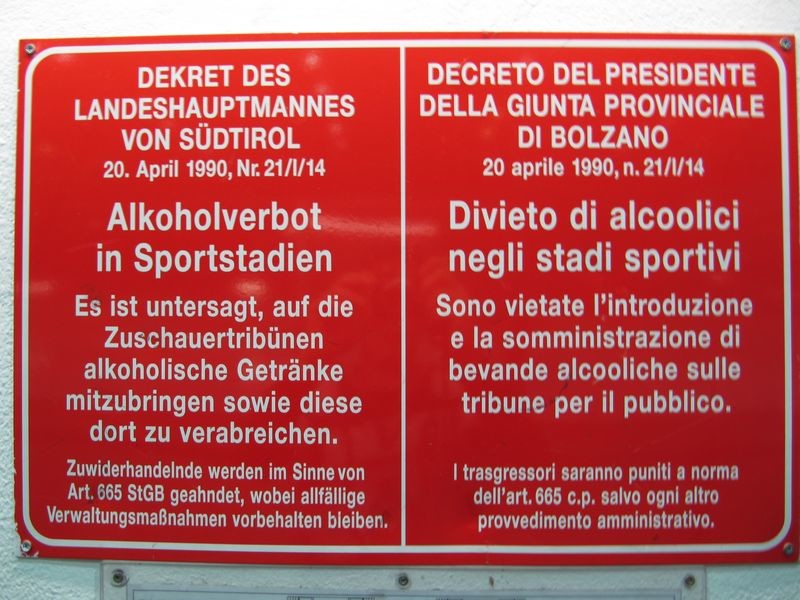 DEKRET DES
LANDESHAUPTMANNES
VON SÜDTIROL
20. April 1990, Nr. 21/I/14
Alkoholverbot
in Sportstadien
Es ist untersagt, auf die
Zuschauertribünen
alkoholische Getränke
mitzubringen sowie diese
dort zu verabreichen.
Zuwiderhandelnde werden im Sinne von
Art. 665 StGB geahndet, wobei allfällige
Verwaltungsmaßnahmen vorbehalten bleiben.
DECRETO DEL PRESIDENTE
DELLA GIUNTA PROVINCIALE
DI BOLZANO
20 aprile 1990, n. 21/I/14
Divieto di alcoolici
negli stadi sportivi
Sono vietate l'introduzione
e la somministrazione di
bevande alcooliche sulle
tribune per il pubblico.
I trasgressori saranno puniti a norma
dell'art. 665 c.p. salvo ogni altro
provvedimento amministrativo.